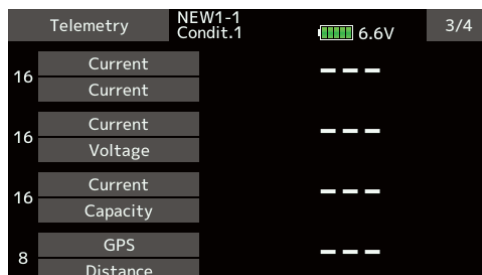 Telemetry NEW1-1 Condit.1 6.6V 3/4
16 Current ---
Current
16 Current ---
Voltage
16 Current ---
Capacity
8 GPS ---
Distance